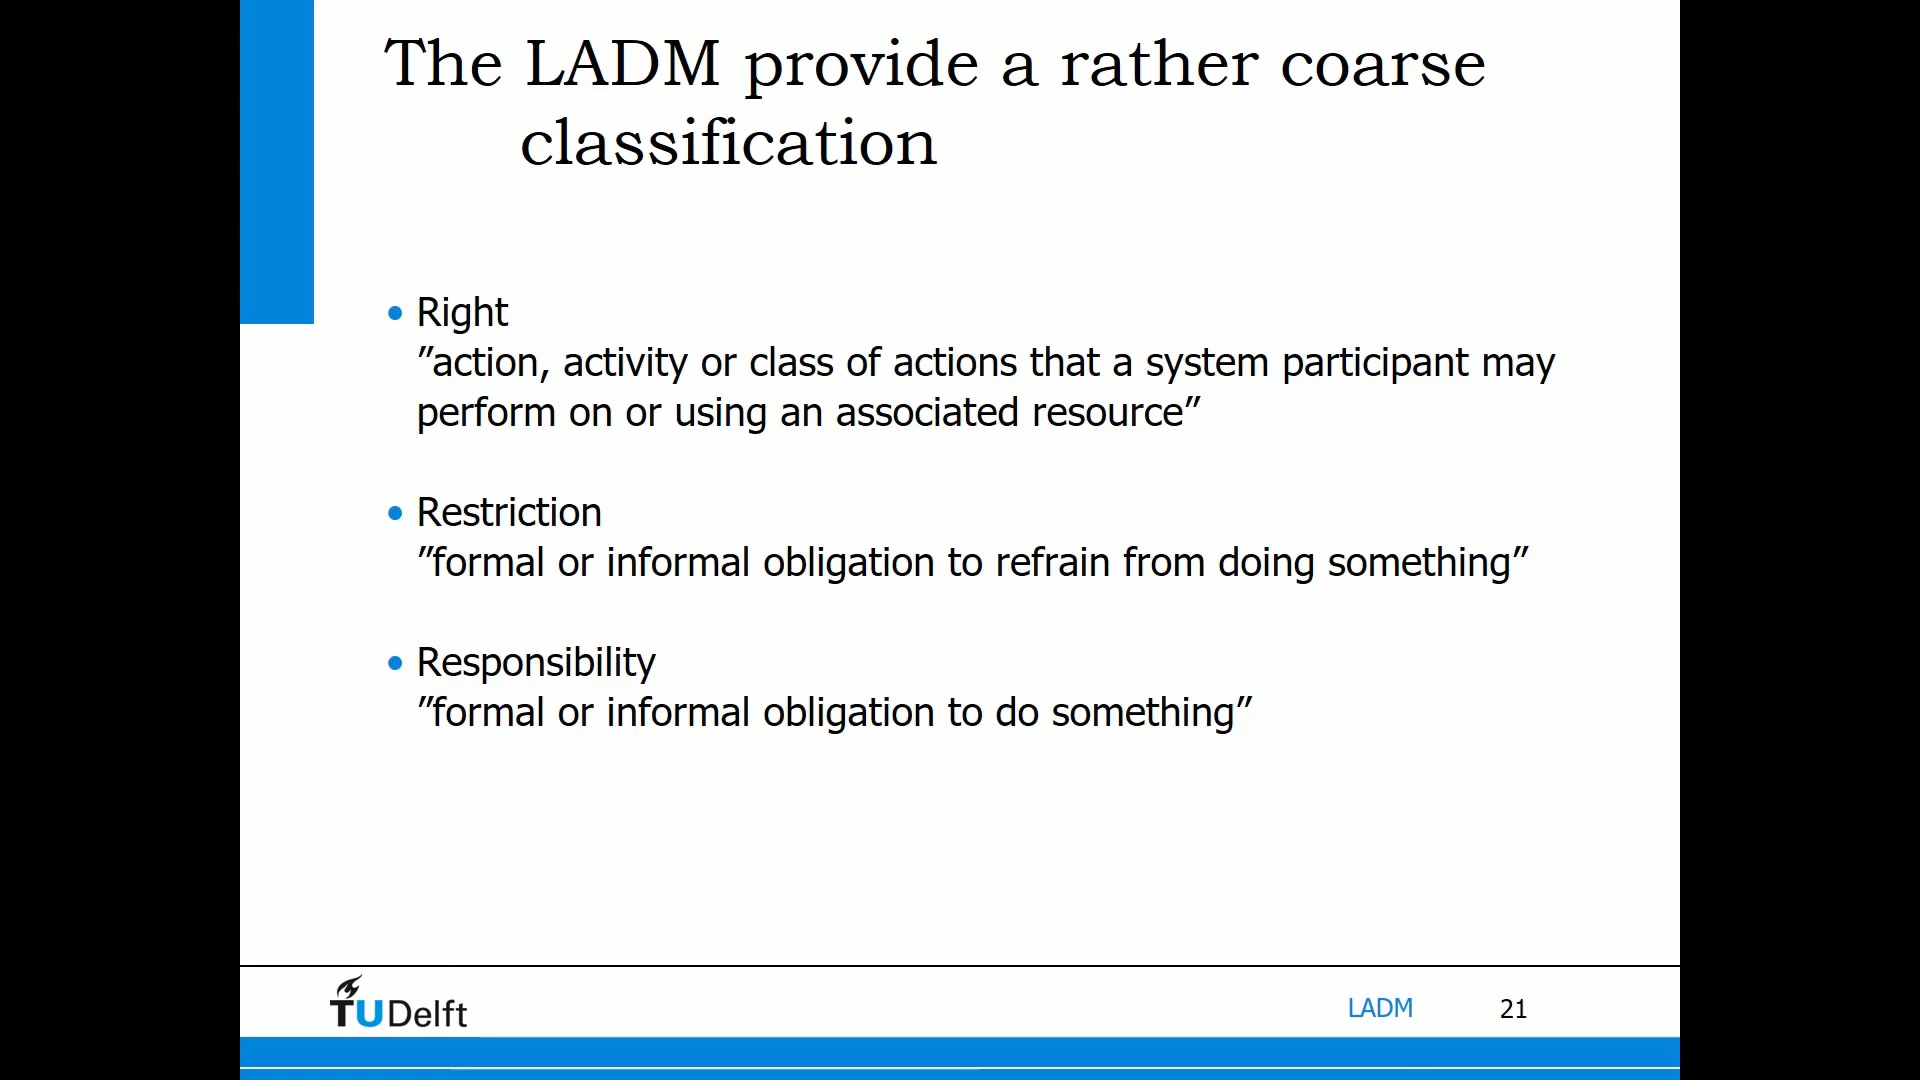 The LADM provide a rather coarse
classification
• Right
”action, activity or class of actions that a system participant may
perform on or using an associated resource”
• Restriction
”formal or informal obligation to refrain from doing something”
• Responsibility
”formal or informal obligation to do something”
TUDelft
LADM
21